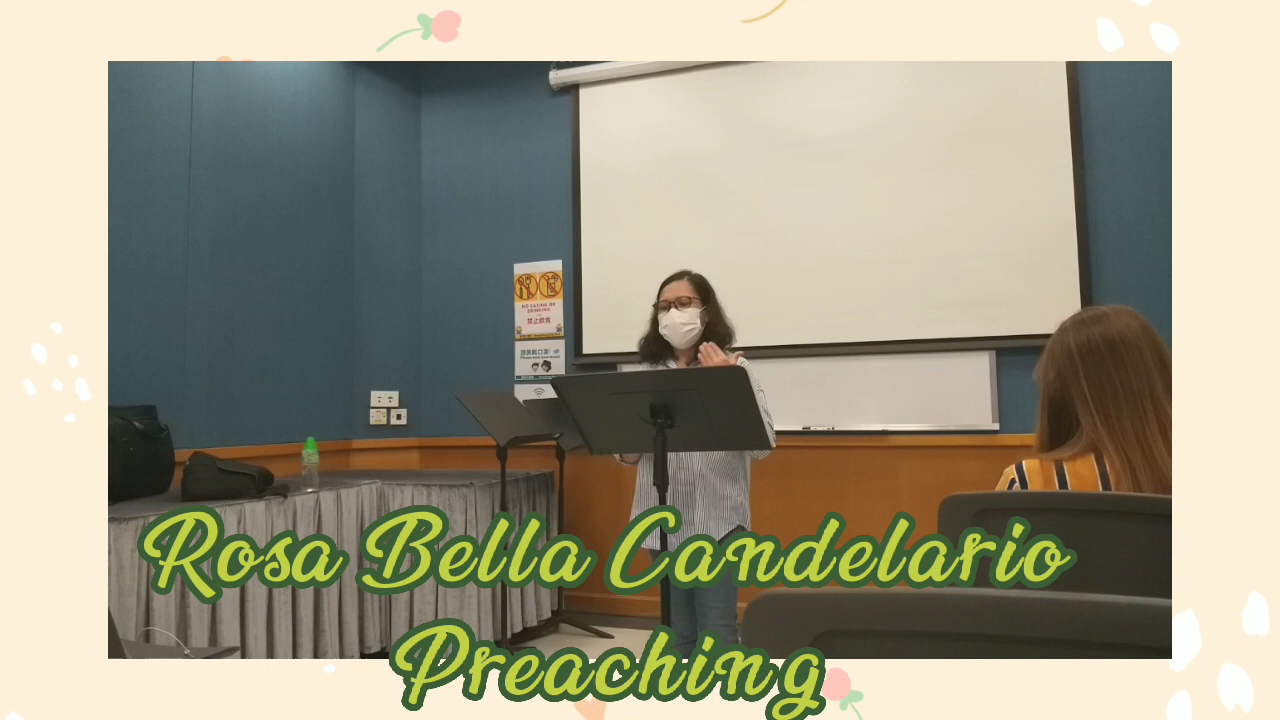 NO EATING OR
DRINKING
禁止飲食
Rosa Bella Candelario
Preaching